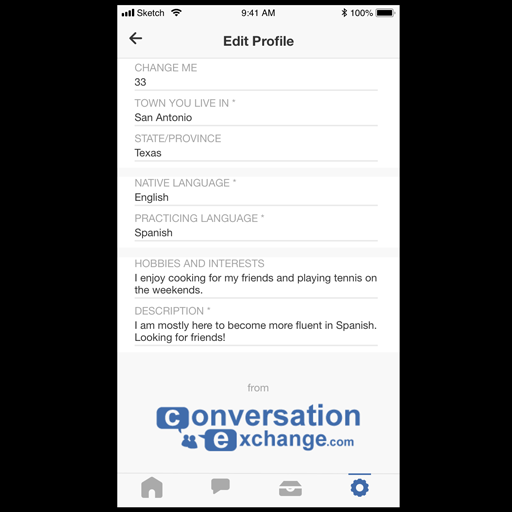 Sketch 9:41 AM 100%
Edit Profile
CHANGE ME
33
TOWN YOU LIVE IN *
San Antonio
STATE/PROVINCE
Texas
NATIVE LANGUAGE *
English
PRACTICING LANGUAGE *
Spanish
HOBBIES AND INTERESTS
I enjoy cooking for my friends and playing tennis on
the weekends.
DESCRIPTION *
I am mostly here to become more fluent in Spanish.
Looking for friends!
from
conversation
exchange.com